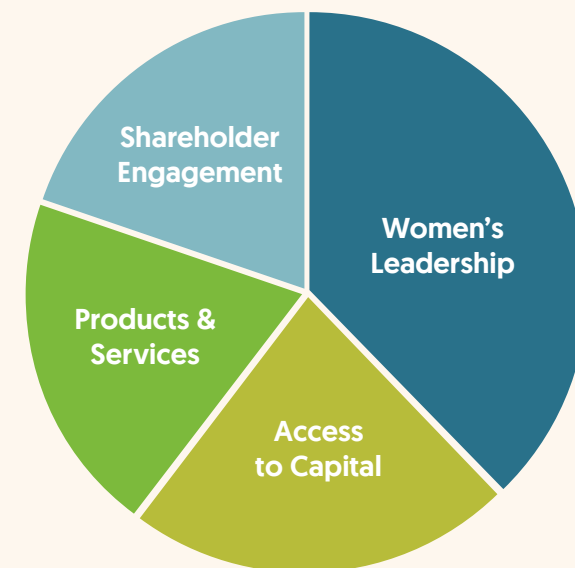 Shareholder
Engagement
Women’s
Leadership
Products &
Services
Access
to Capital